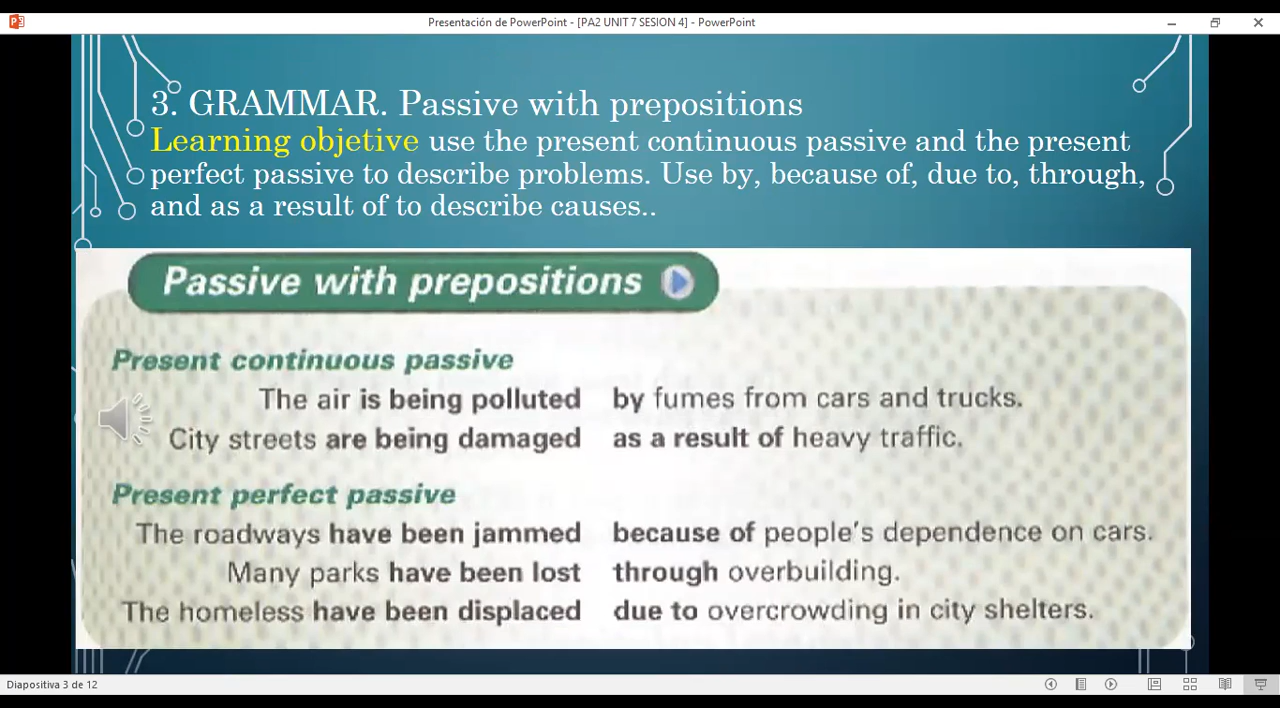 Presentación de PowerPoint - [PA2 UNIT 7 SESION 4] - PowerPoint
3. GRAMMAR. Passive with prepositions
Learning objetive use the present continuous passive and the present
perfect passive to describe problems. Use by, because of, due to, through,
and as a result of to describe causes..
Passive with prepositions
Present continuous passive
The air is being polluted by fumes from cars and trucks.
City streets are being damaged as a result of heavy traffic.
Present perfect passive
The roadways have been jammed because of people's dependence on cars.
Many parks have been lost through overbuilding.
The homeless have been displaced due to overcrowding in city shelters.
Diapositiva 3 de 12